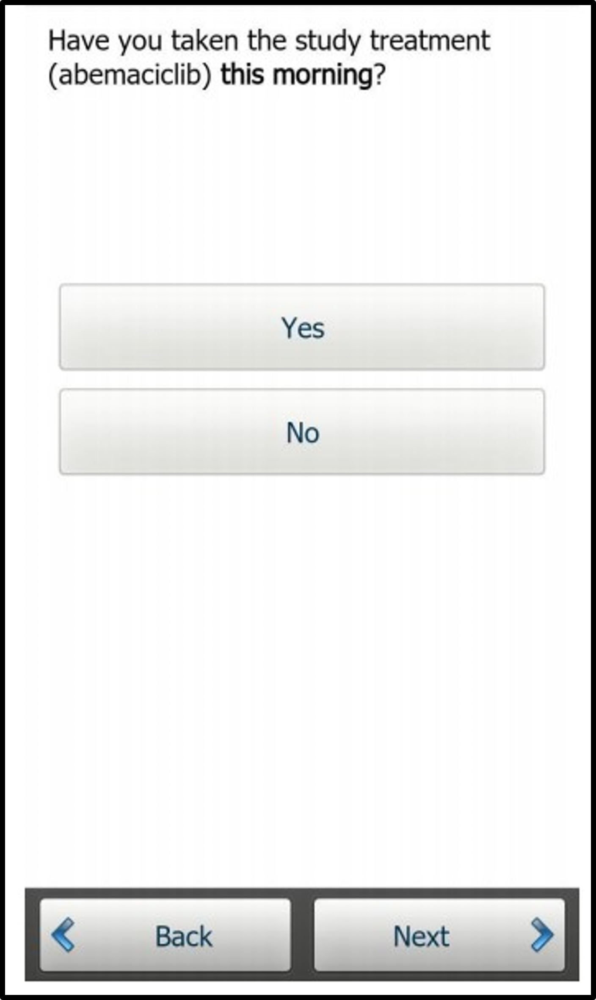 Have you taken the study treatment
(abemaciclib) this morning?
Yes
No
Back
Next